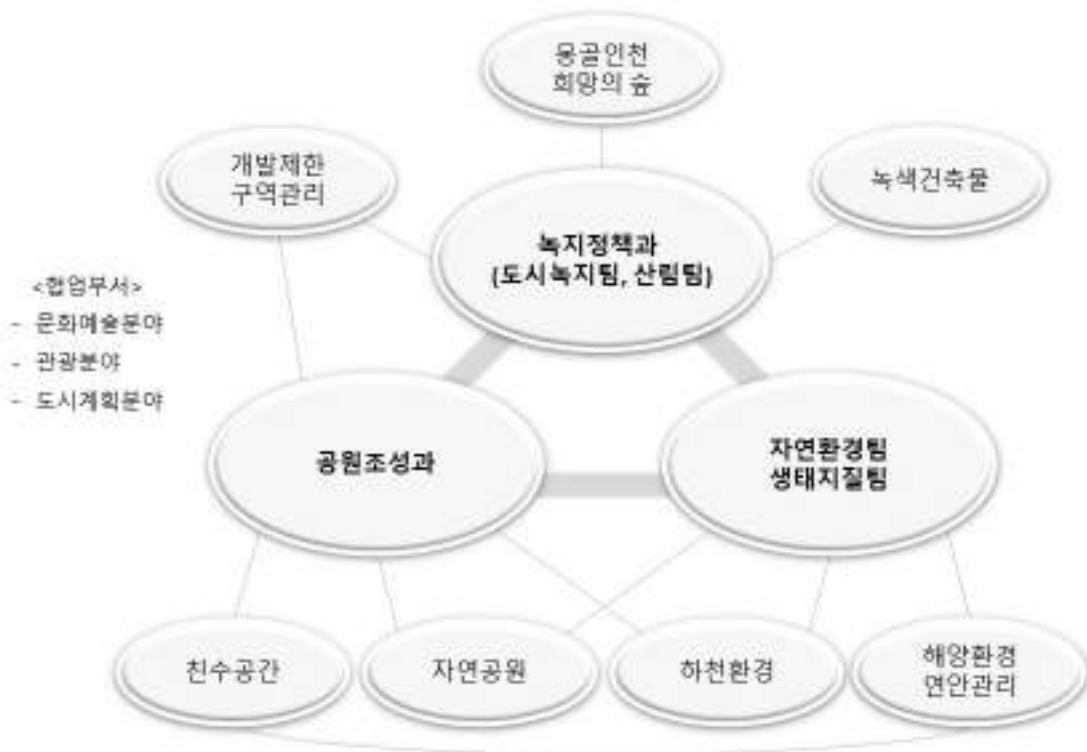 몽골인천
희망의 숲
개발제한
구역관리
녹색건축물
녹지정책과
(도시녹지팀, 산림팀)
<협업부서>
- 문화예술분야
- 관광분야
- 도시계획분야
공원조성과
자연환경팀
생태지질팀
친수공간
자연공원
하천환경
해양환경
연안관리